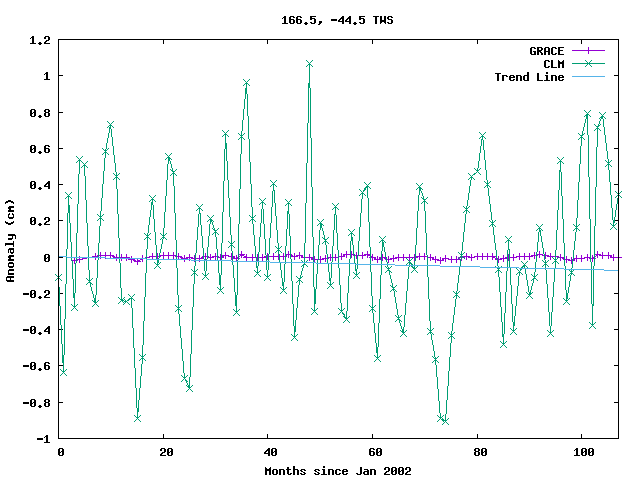 166.5, -44.5 TWS
GRACE
CLM
Trend Line
1.2
1
0.8
0.6
0.4
0.2
0
-0.2
-0.4
-0.6
-0.8
-1
Anomaly (cm)
0 20 40 60 80 100
Months since Jan 2002